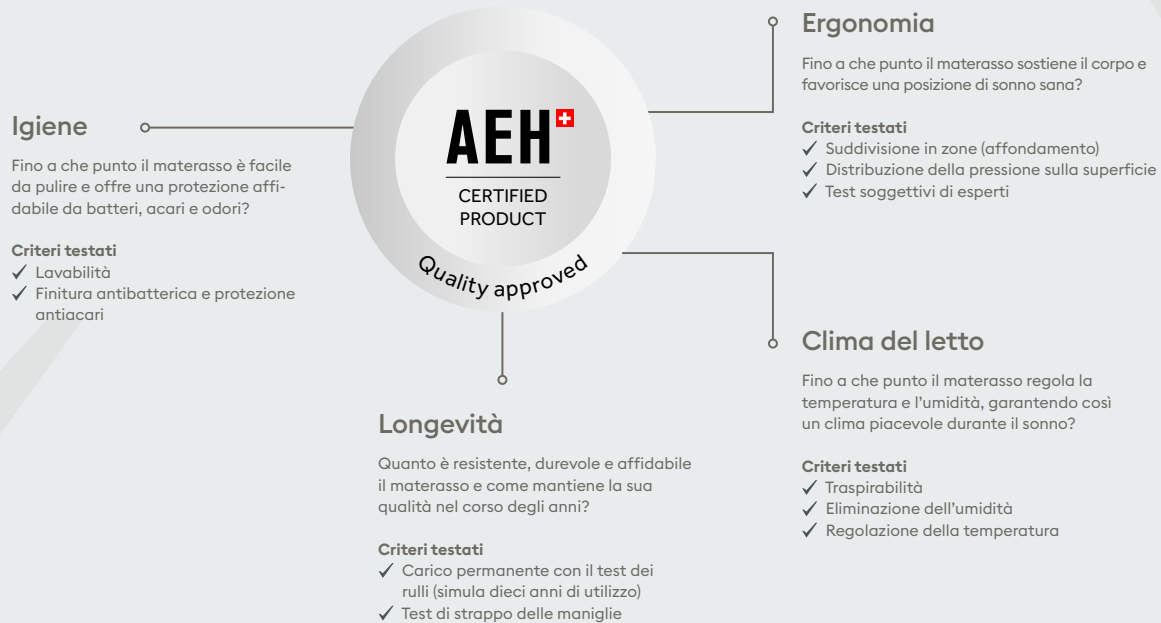 Igiene
Fino a che punto il materasso è facile
da pulire e offre una protezione affi-
dabile da batteri, acari e odori?
Criteri testati
✓ Lavabilità
✓ Finitura antibatterica e protezione
antiacari
AEH
CERTIFIED
PRODUCT
Quality approved
Longevità
Quanto è resistente, durevole e affidabile
il materasso e come mantiene la sua
qualità nel corso degli anni?
Criteri testati
✓ Carico permanente con il test dei
rulli (simula dieci anni di utilizzo)
✓ Test di strappo delle maniglie
Ergonomia
Fino a che punto il materasso sostiene il corpo e
favorisce una posizione di sonno sana?
Criteri testati
✓ Suddivisione in zone (affondamento)
✓ Distribuzione della pressione sulla superficie
✓ Test soggettivi di esperti
Clima del letto
Fino a che punto il materasso regola la
temperatura e l’umidità, garantendo così
un clima piacevole durante il sonno?
Criteri testati
✓ Traspirabilità
✓ Eliminazione dell’umidità
✓ Regolazione della temperatura